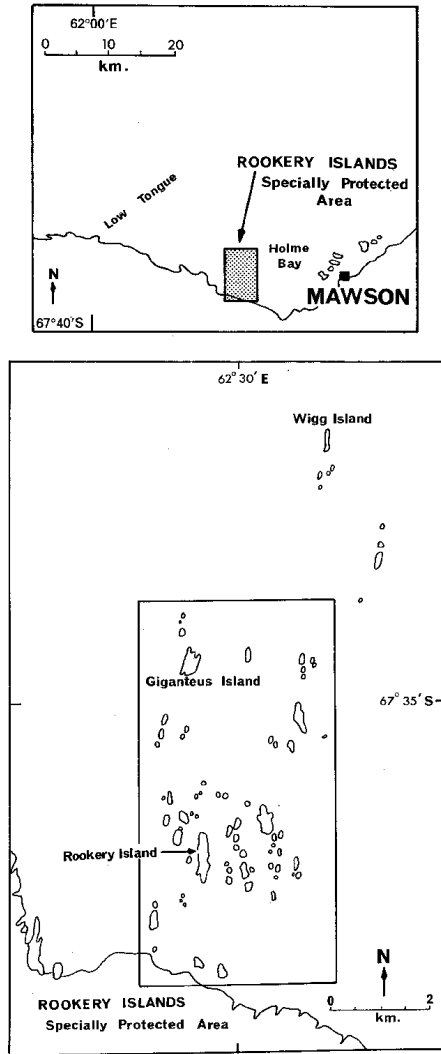 62°00'E
0 10 20
km.
ROOKERY ISLANDS
Specially Protected
Area
Low Tongue
Holme
Bay
N
MAWSON
67°40'S
62°30' E
Wigg Island
Giganteus Island
67° 35' S
Rookery Island
N
0 2
km.
ROOKERY ISLANDS
Specially Protected Area